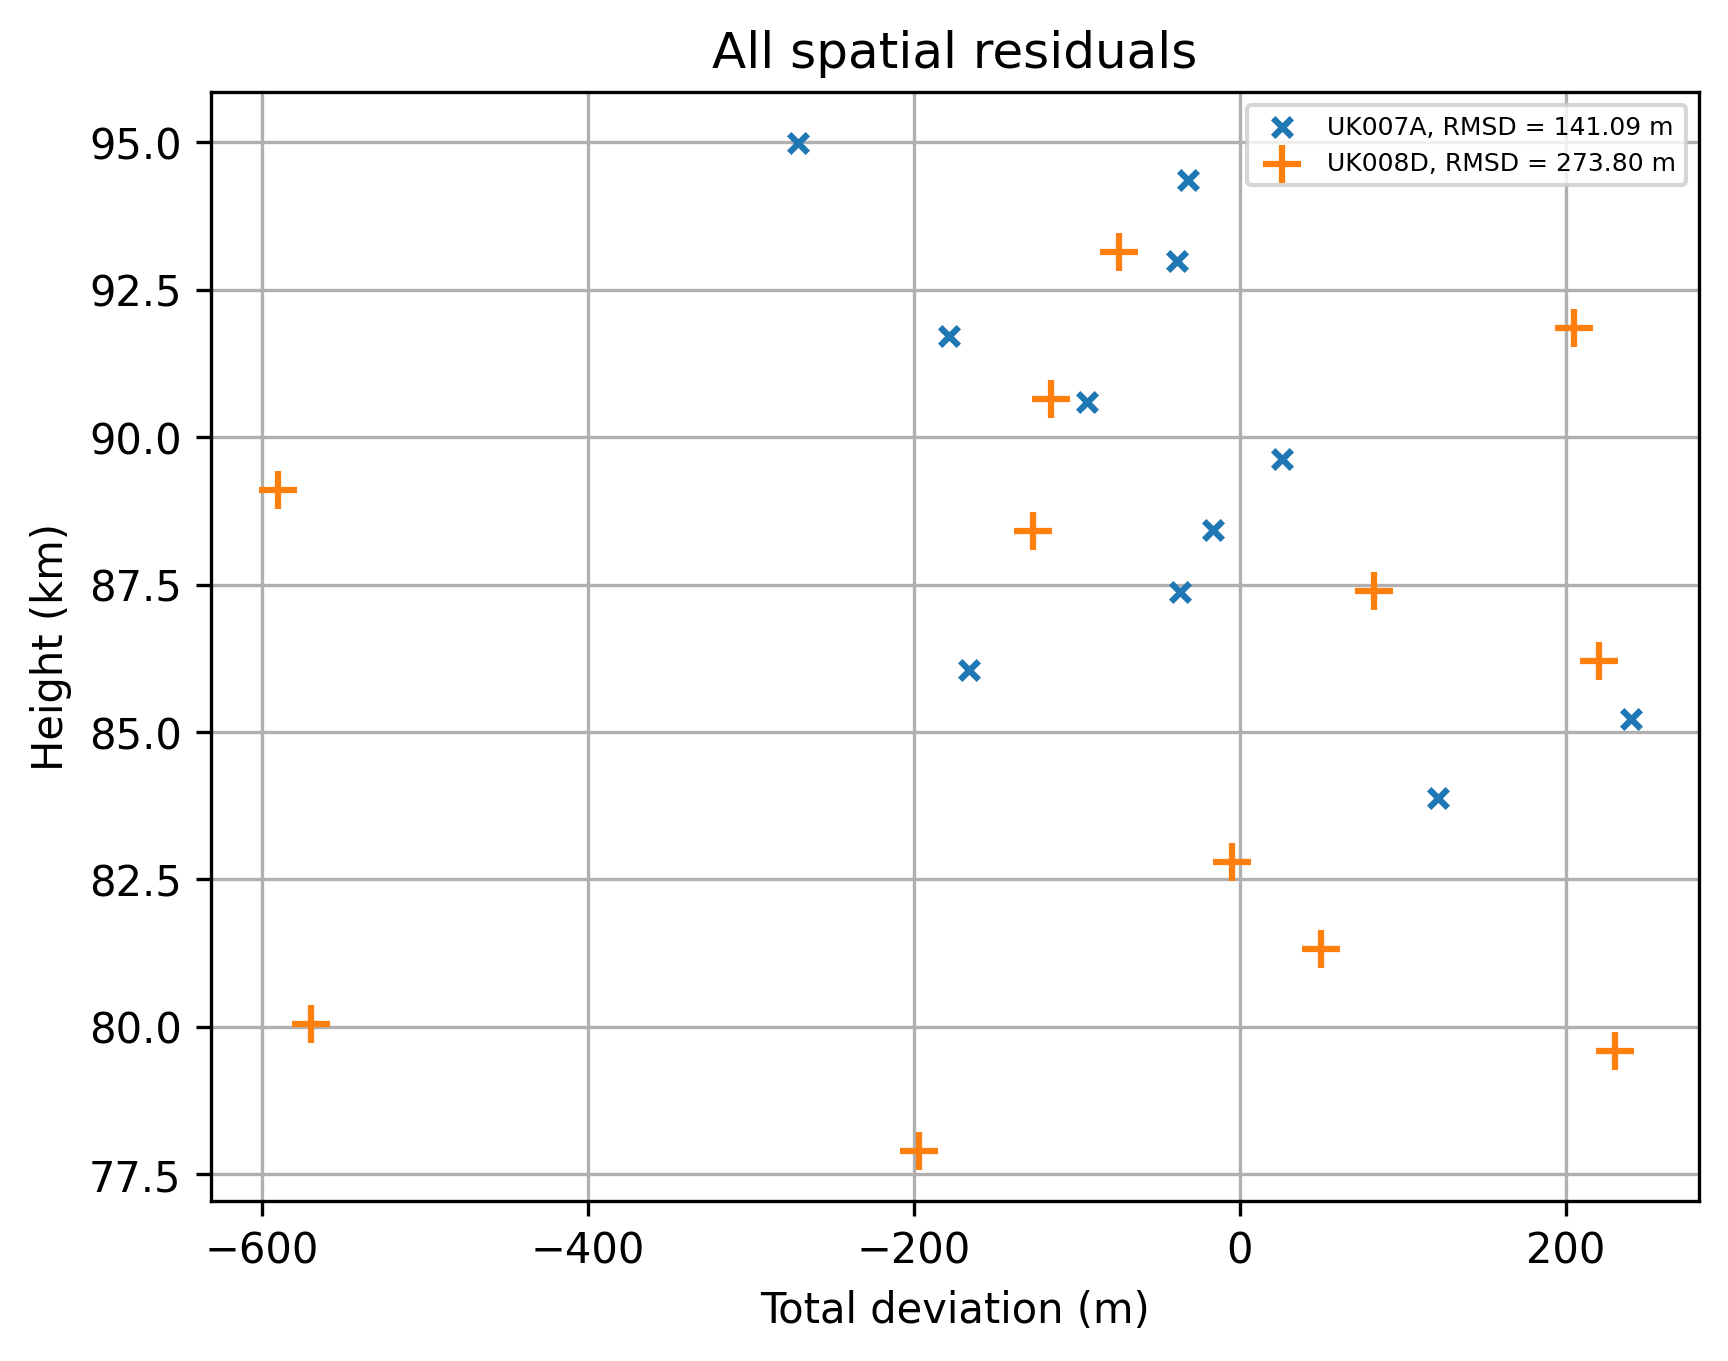 All spatial residuals
UK007A, RMSD = 141.09 m
UK008D, RMSD = 273.80 m
95.0
92.5
90.0
87.5
85.0
82.5
80.0
77.5
Height (km)
−600 −400 −200 0 200
Total deviation (m)